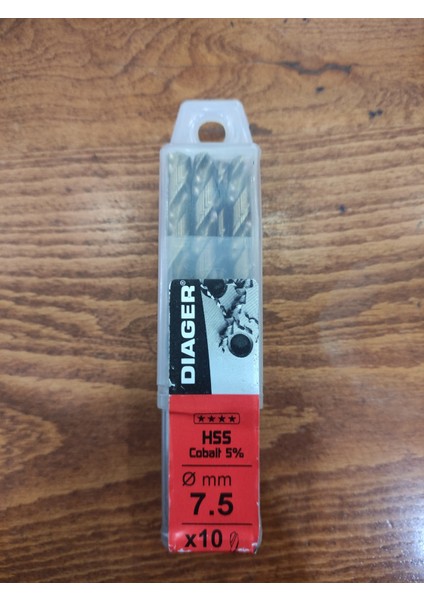 DIAGER®
★★★★
HSS
Cobalt 5%
Ø mm
7.5
x10